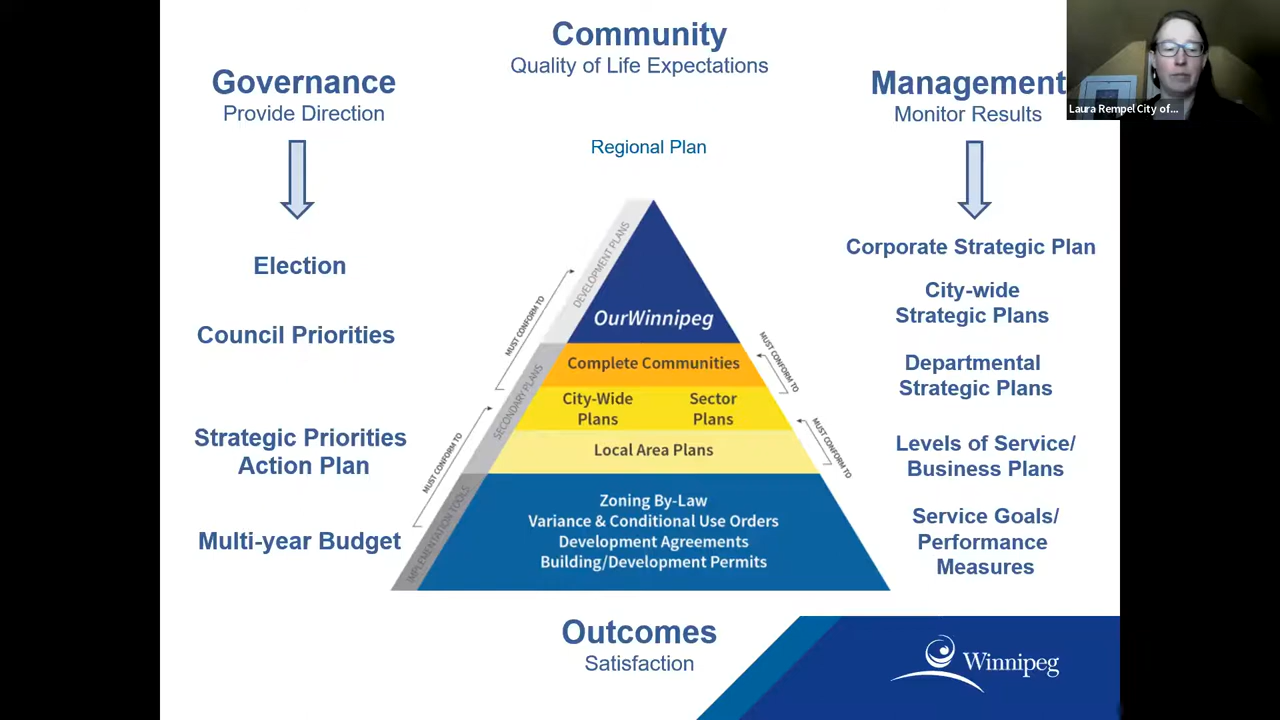 Community
Quality of Life Expectations
Governance
Provide Direction
Management
Monitor Results
Laura Rempel City of...
Regional Plan
Election
Council Priorities
Strategic Priorities
Action Plan
Multi-year Budget
DEVELOPMENT PLANS
SECONDARY PLANS
IMPLEMENTATION TOOLS
MUST CONFORM TO
MUST CONFORM TO
OurWinnipeg
Complete Communities
City-Wide
Plans
Sector
Plans
Local Area Plans
Zoning By-Law
Variance & Conditional Use Orders
Development Agreements
Building/Development Permits
MUST CONFORM TO
MUST CONFORM TO
Corporate Strategic Plan
City-wide
Strategic Plans
Departmental
Strategic Plans
Levels of Service/
Business Plans
Service Goals/
Performance
Measures
Outcomes
Satisfaction
Winnipeg